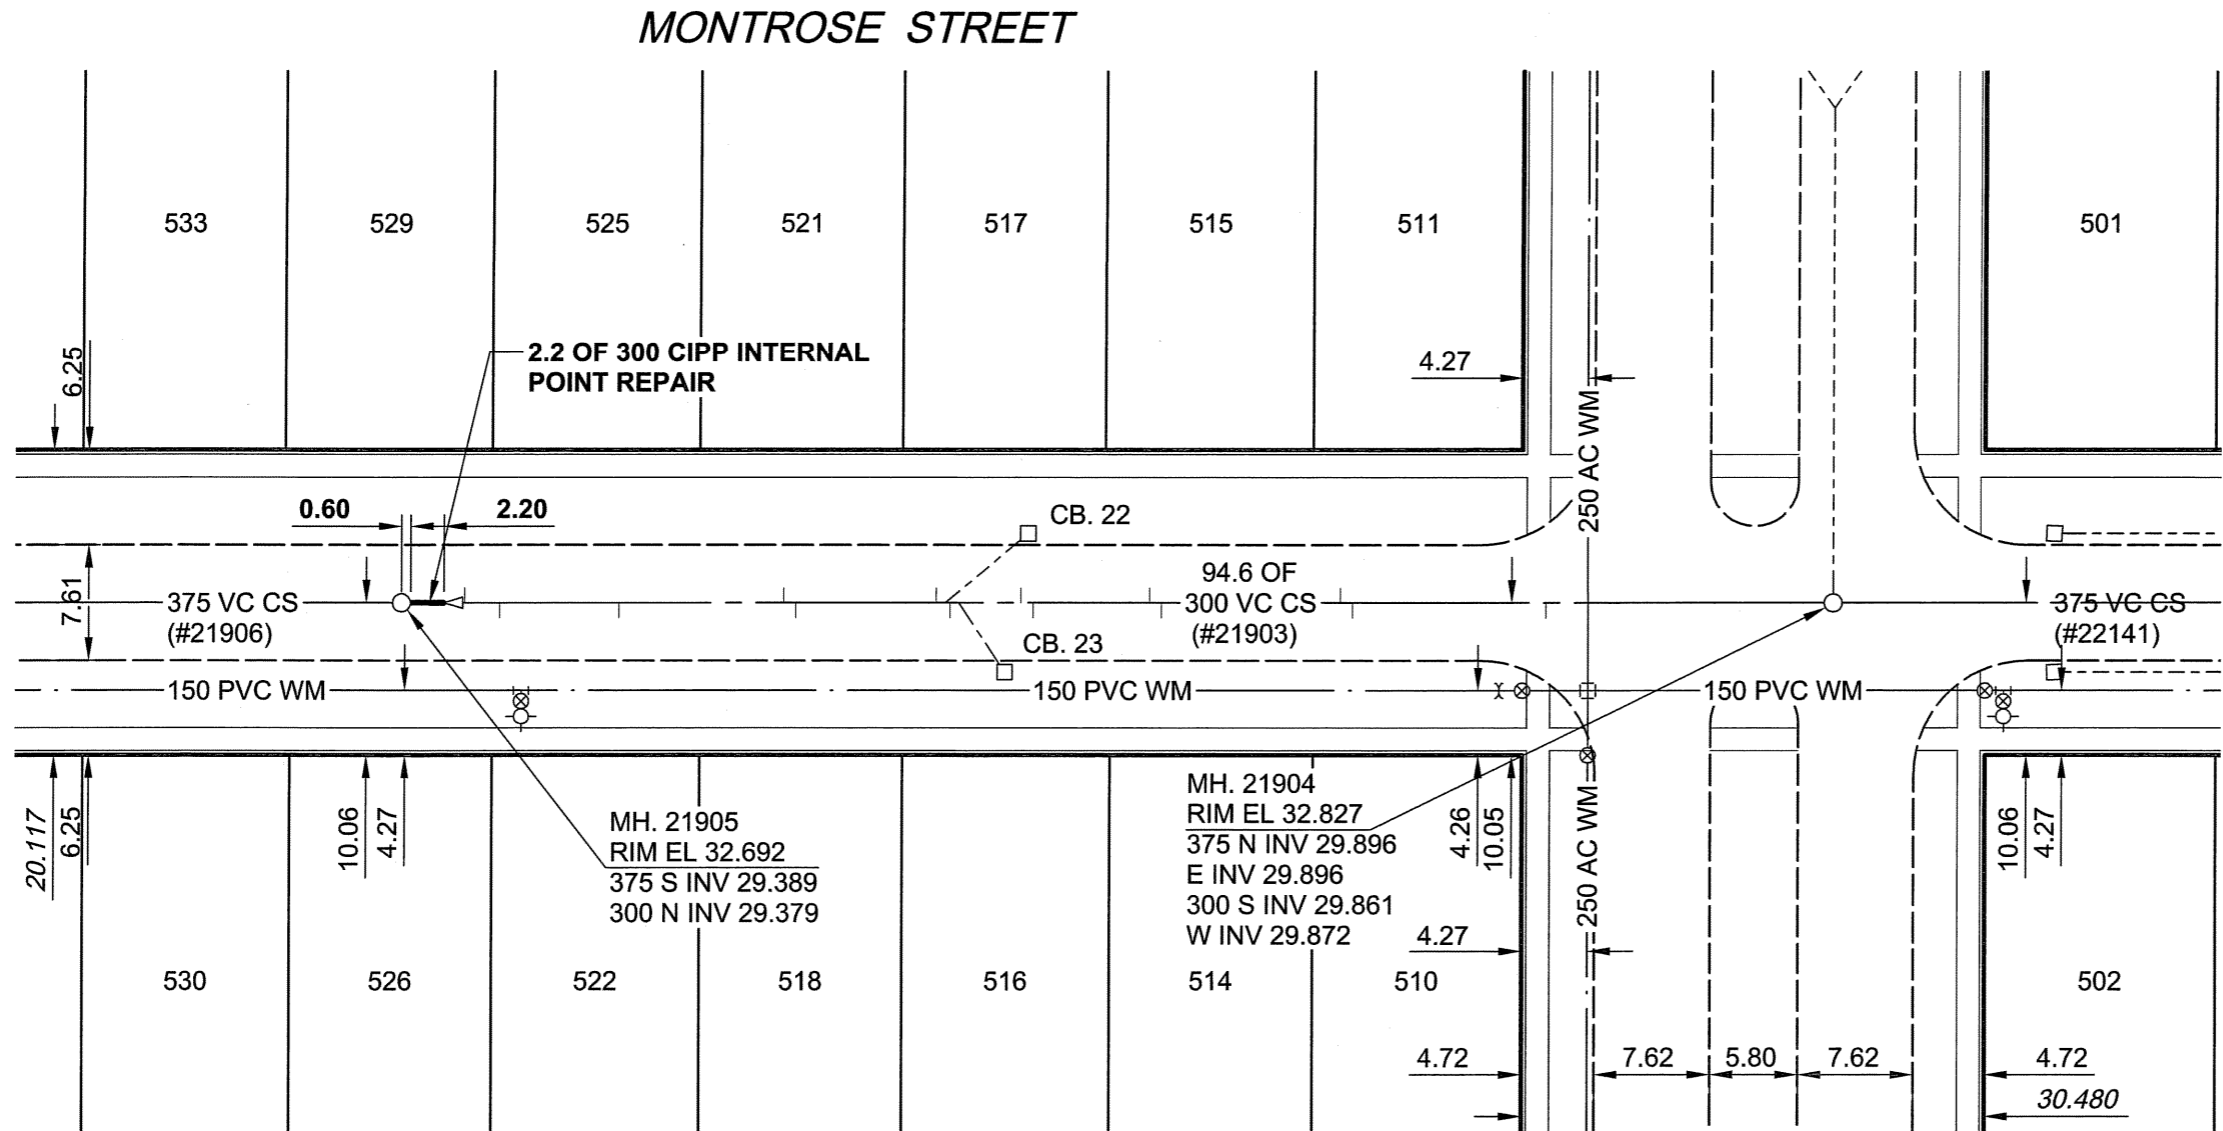 MONTROSE STREET
533
529
525
521
517
515
511
501
6.25
2.2 OF 300 CIPP INTERNAL
POINT REPAIR
4.27
250 AC WM
0.60
2.20
CB. 22
7.61
375 VC CS
(#21906)
94.6 OF
300 VC CS
(#21903)
375 VC CS
(#22141)
CB. 23
150 PVC WM
150 PVC WM
150 PVC WM
20.117
6.25
10.06
4.27
MH. 21905
RIM EL 32.692
375 S INV 29.389
300 N INV 29.379
MH. 21904
RIM EL 32.827
375 N INV 29.896
E INV 29.896
300 S INV 29.861
W INV 29.872
4.26
10.05
250 AC WM
10.06
4.27
4.27
530
526
522
518
516
514
510
502
4.72
7.62
5.80
7.62
4.72
30.480